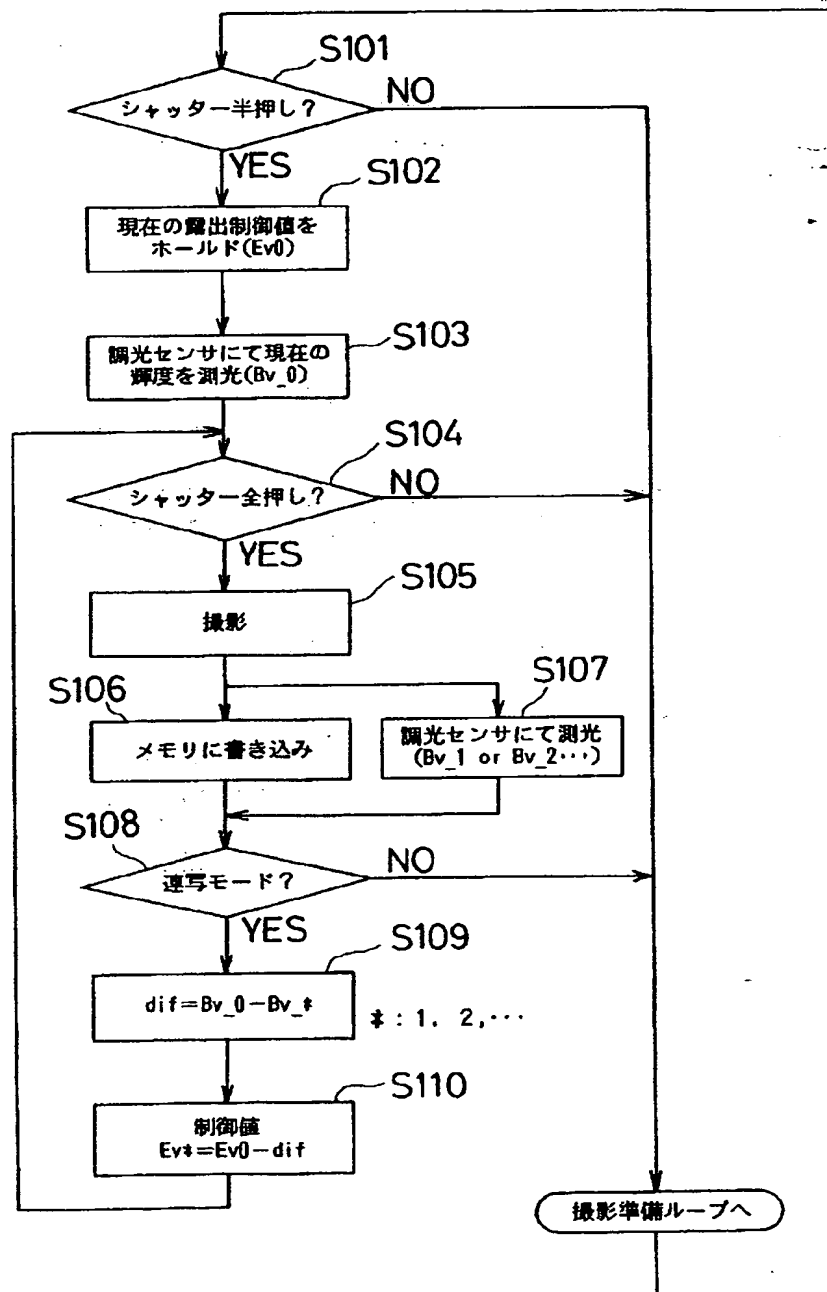 S101
シャッター半押し?
NO
YES
S102
現在の露出制御値を
ホールド(Ev0)
S103
調光センサにて現在の
輝度を測光(Bv_0)
S104
シャッター全押し?
NO
YES
S105
撮影
S106
メモリに書き込み
S107
調光センサにて測光
(Bv_1 or Bv_2・・・)
S108
連写モード?
NO
YES
S109
dif=Bv_0-Bv_*
* : 1, 2,・・・
S110
制御値
Ev*=Ev0-dif
撮影準備ループへ